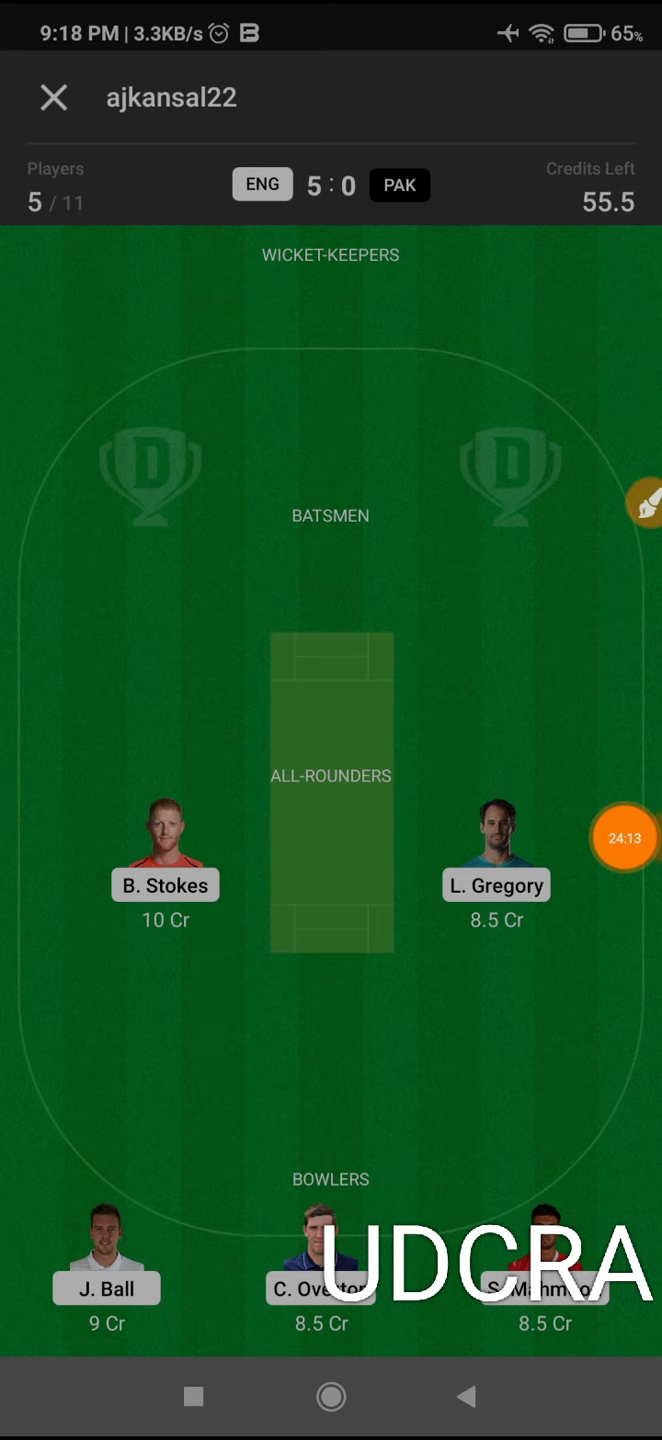 9:18 PM | 3.3KB/s
65%
ajkansal22
Players
Credits Left
ENG 5 : 0 PAK
5 / 11
55.5
WICKET-KEEPERS
D D
BATSMEN
ALL-ROUNDERS
24:13
B. Stokes L. Gregory
10 Cr 8.5 Cr
BOWLERS
UDCRA
J. Ball C. Overton S. Mahmood
9 Cr 8.5 Cr 8.5 Cr